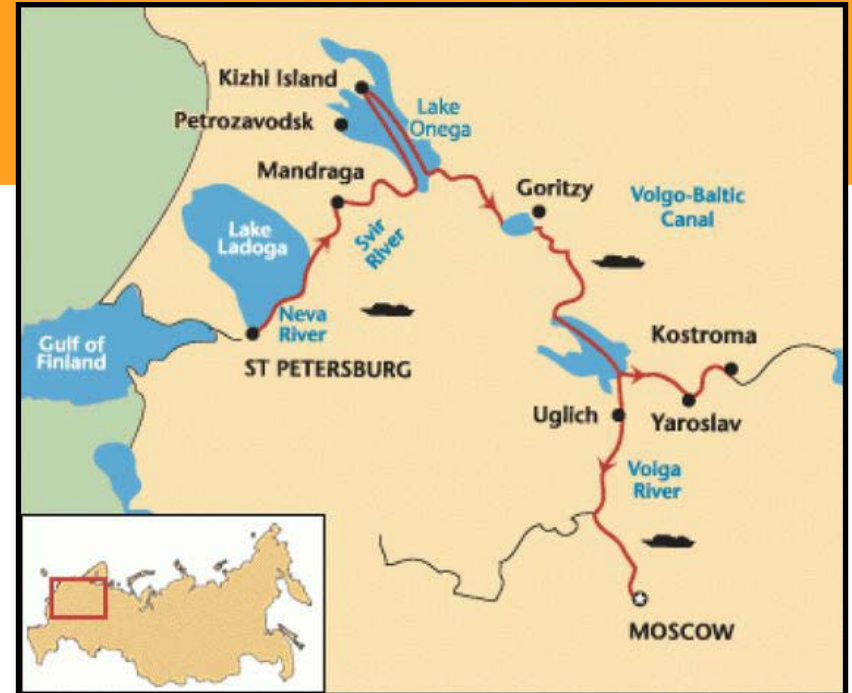 Kizhi Island
Lake
Onega
Petrozavodsk
Mandraga
Goritzy
Volgo-Baltic
Canal
Lake
Ladoga
Svir
River
Neva
River
Gulf of
Finland
ST PETERSBURG
Kostroma
Uglich
Yaroslav
Volga
River
MOSCOW